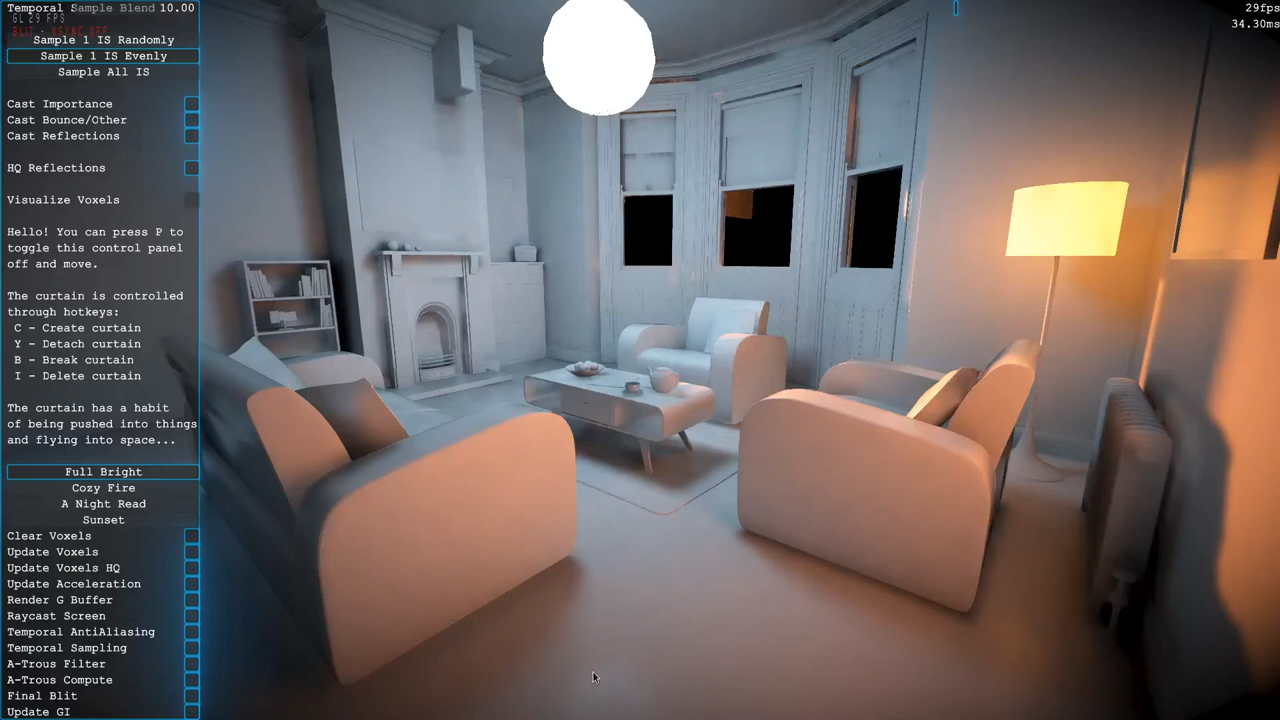 Temporal Sample Blend 10.00
GL 29 FPS
Sample 1 IS Randomly
Sample 1 IS Evenly
Sample All IS
Cast Importance
Cast Bounce/Other
Cast Reflections
HQ Reflections
Visualize Voxels
Hello! You can press P to
toggle this control panel
off and move.
The curtain is controlled
through hotkeys:
C - Create curtain
Y - Detach curtain
B - Break curtain
I - Delete curtain
The curtain has a habit
of being pushed into things
and flying into space...
Full Bright
Cozy Fire
A Night Read
Sunset
Clear Voxels
Update Voxels
Update Voxels HQ
Update Acceleration
Render G Buffer
Raycast Screen
Temporal AntiAliasing
Temporal Sampling
A-Trous Filter
A-Trous Compute
Final Blit
Update GI
29fps
34.30ms